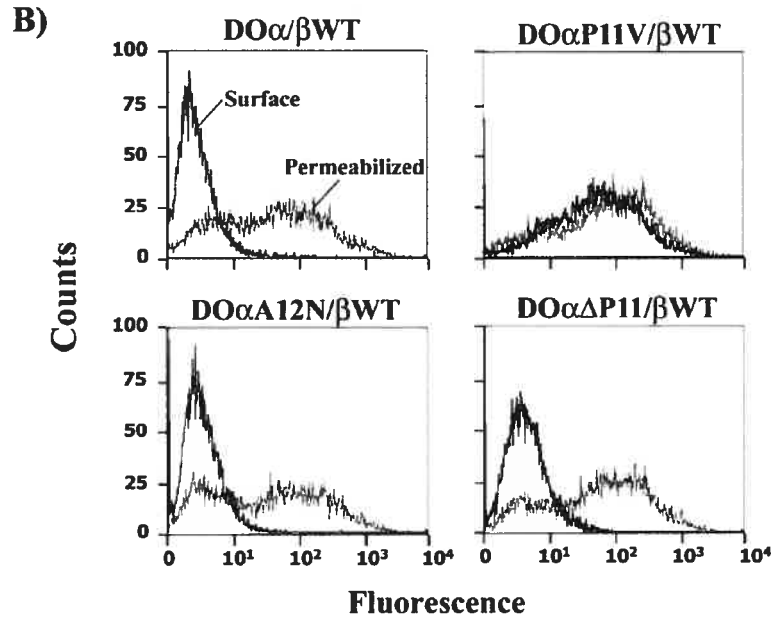 B)
DOα/βWT
DOαP11V/βWT
100
75
50
25
0
Surface
Permeabilized
DOαA12N/βWT
DOαΔP11/βWT
100
75
50
25
0
Counts
0 10¹ 10² 10³ 10⁴
0 10¹ 10² 10³ 10⁴
Fluorescence